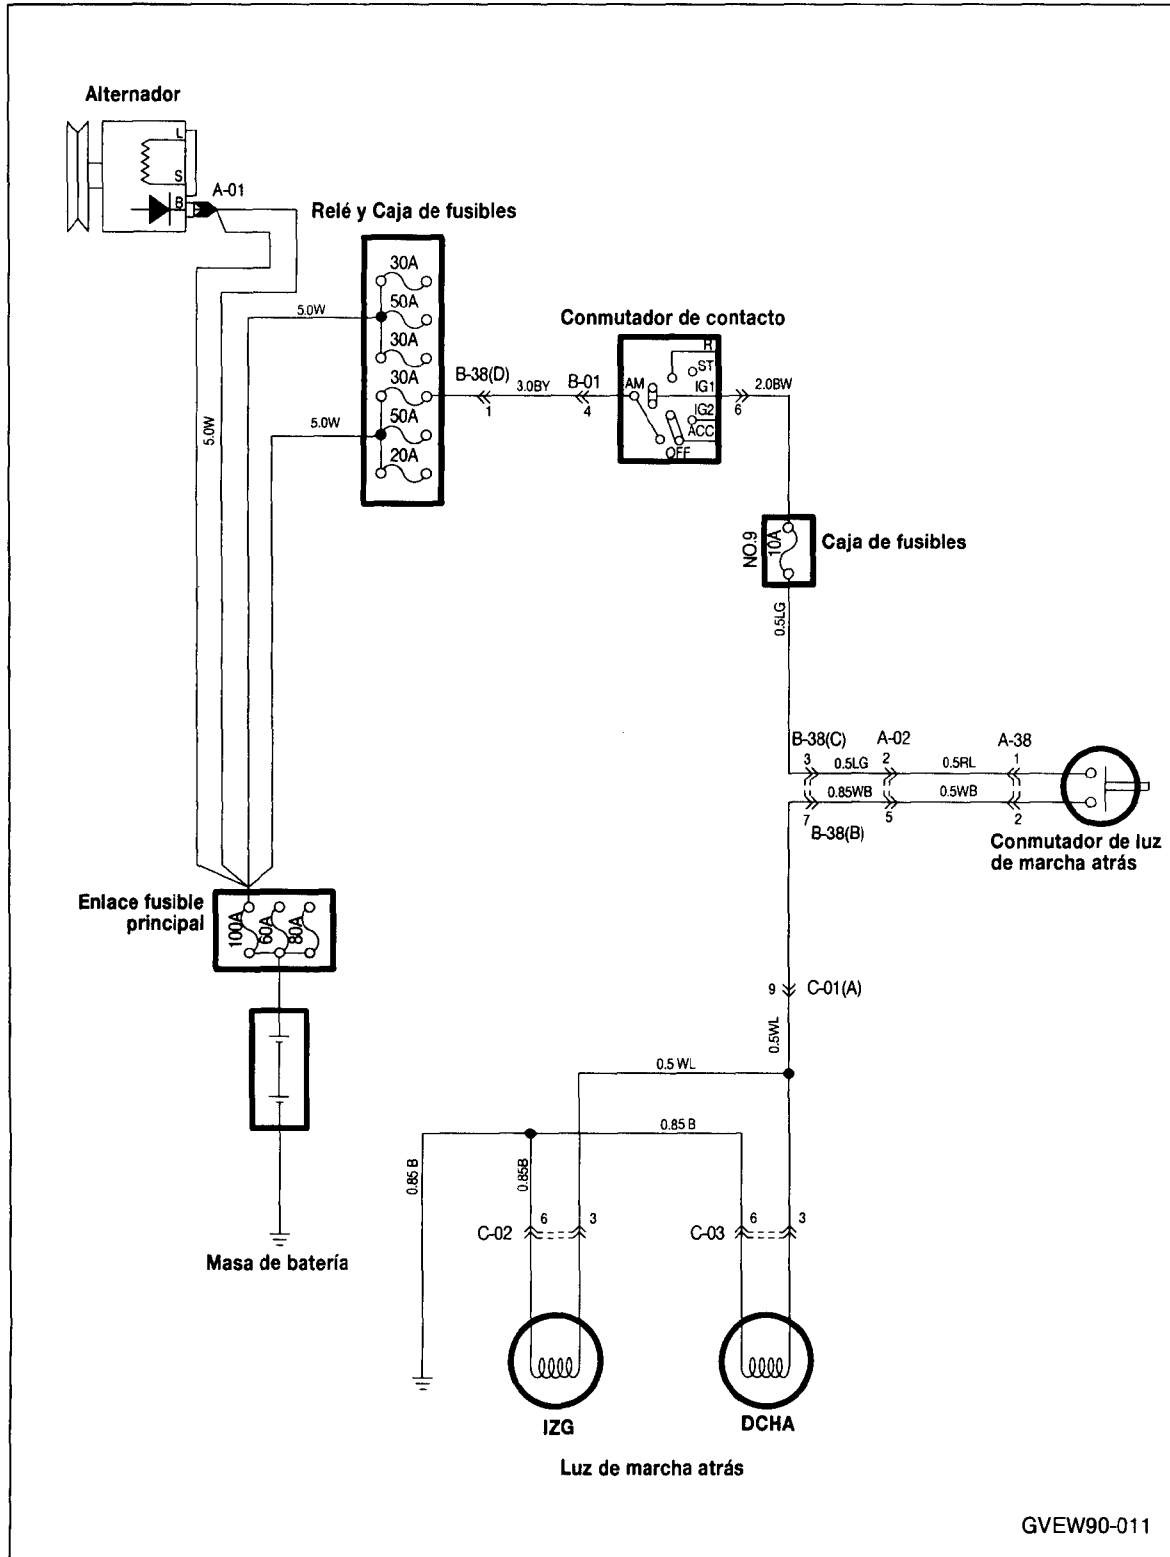 Alternador
L
S
B
A-01
Relé y Caja de fusibles
30A
50A
30A
30A
50A
20A
5.0W
5.0W
5.0W
B-38(D)
1
3.0BY
B-01
4
Conmutador de contacto
AM
R
ST
IG1
IG2
ACC
OFF
6
2.0BW
NO.9
10A
Caja de fusibles
0.5LG
B-38(C)
A-02
A-38
3
0.5LG
2
0.5RL
1
0.85WB
0.5WB
7
B-38(B)
5
2
Conmutador de luz
de marcha atrás
Enlace fusible
principal
100A
60A
80A
9
C-01(A)
0.5WL
0.5 WL
0.85 B
0.85 B
0.85B
C-02
6
3
C-03
6
3
Masa de batería
IZG
DCHA
Luz de marcha atrás
GVEW90-011